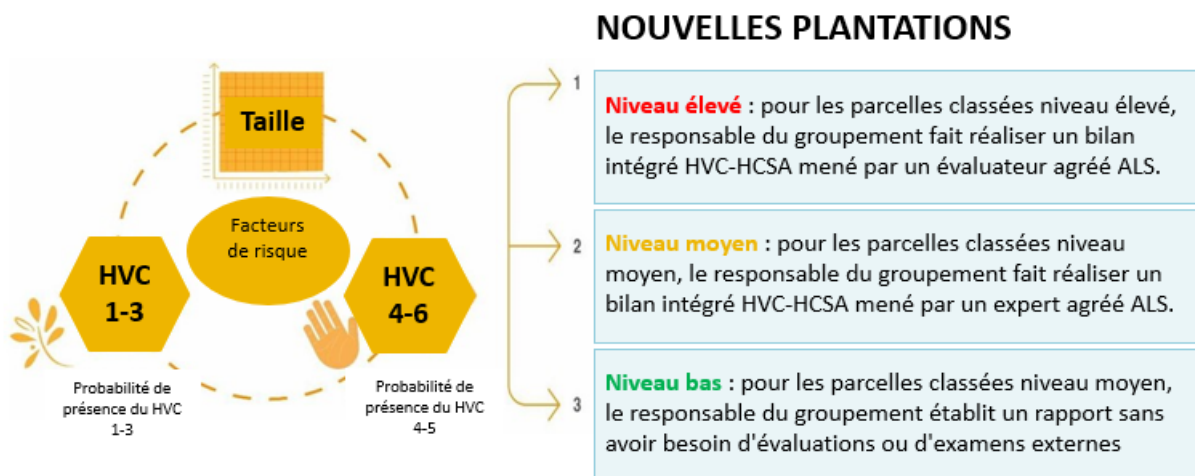 NOUVELLES PLANTATIONS
Taille
Facteurs
de risque
HVC
1-3
HVC
4-6
Probabilité de
présence du HVC
1-3
Probabilité de
présence du HVC
4-5
1
Niveau élevé : pour les parcelles classées niveau élevé,
le responsable du groupement fait réaliser un bilan
intégré HVC-HCSA mené par un évaluateur agréé ALS.
2
Niveau moyen : pour les parcelles classées niveau
moyen, le responsable du groupement fait réaliser un
bilan intégré HVC-HCSA mené par un expert agréé ALS.
3
Niveau bas : pour les parcelles classées niveau moyen,
le responsable du groupement établit un rapport sans
avoir besoin d'évaluations ou d'examens externes